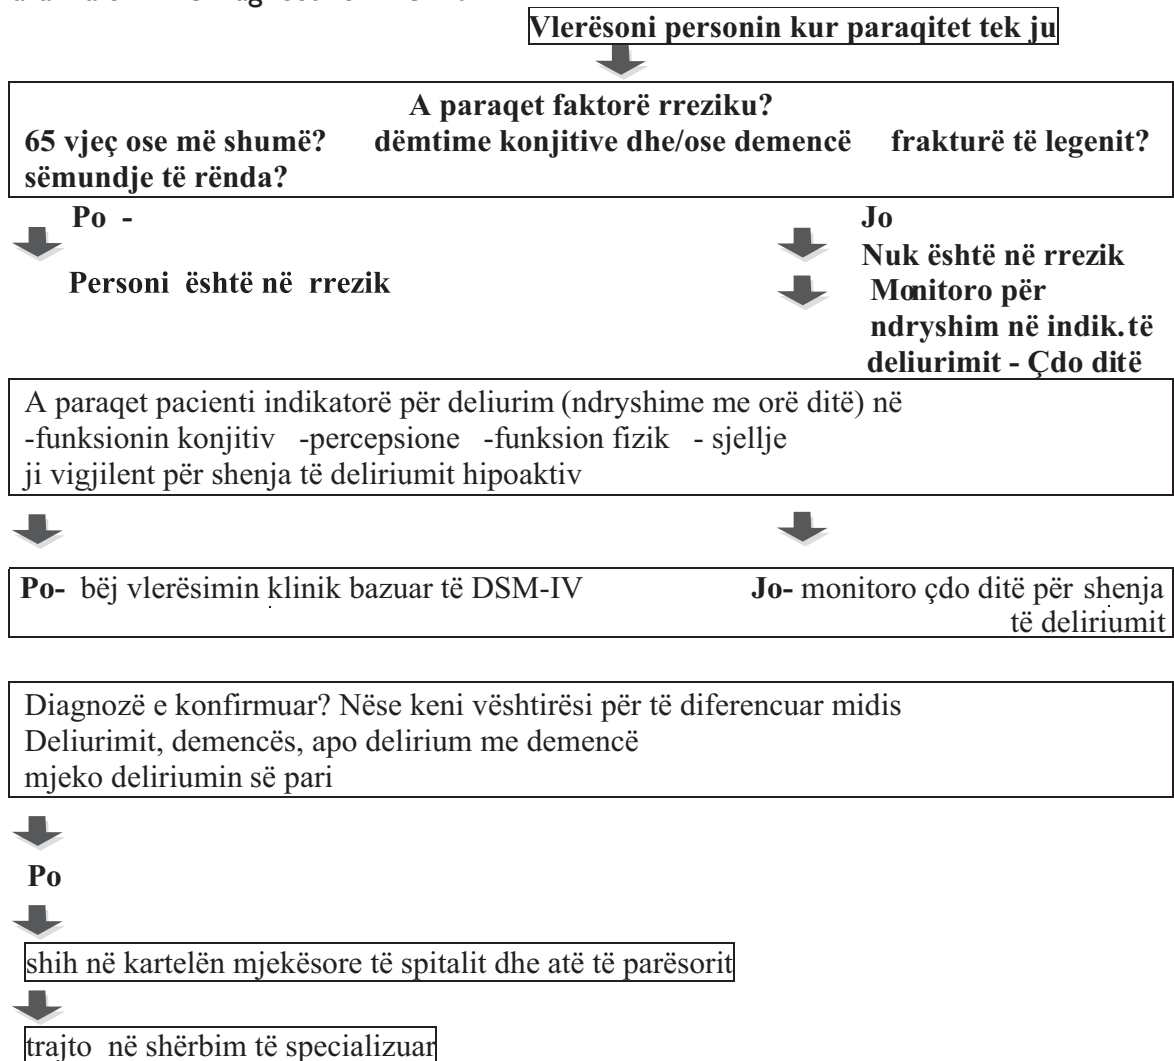 Vlerësoni personin kur paraqitet tek ju
A paraqet faktorë rreziku?
65 vjeç ose më shumë? dëmtime konjitive dhe/ose demencë frakturë të legenit?
sëmundje të rënda?
Po -
Personi është në rrezik
Jo
Nuk është në rrezik
Monitoro për
ndryshim në indik. të
deliurimit - Çdo ditë
A paraqet pacienti indikatorë për deliurim (ndryshime me orë ditë) në
-funksionin konjitiv -percepsione -funksion fizik - sjellje
ji vigjilent për shenja të deliriumit hipoaktiv
Po- bëj vlerësimin klinik bazuar të DSM-IV
Jo- monitoro çdo ditë për shenja
të deliriumit
Diagnozë e konfirmuar? Nëse keni vështirësi për të diferencuar midis
Deliurimit, demencës, apo delirium me demencë
mjeko deliriumin së pari
Po
shih në kartelën mjekësore të spitalit dhe atë të parësorit
trajto në shërbim të specializuar